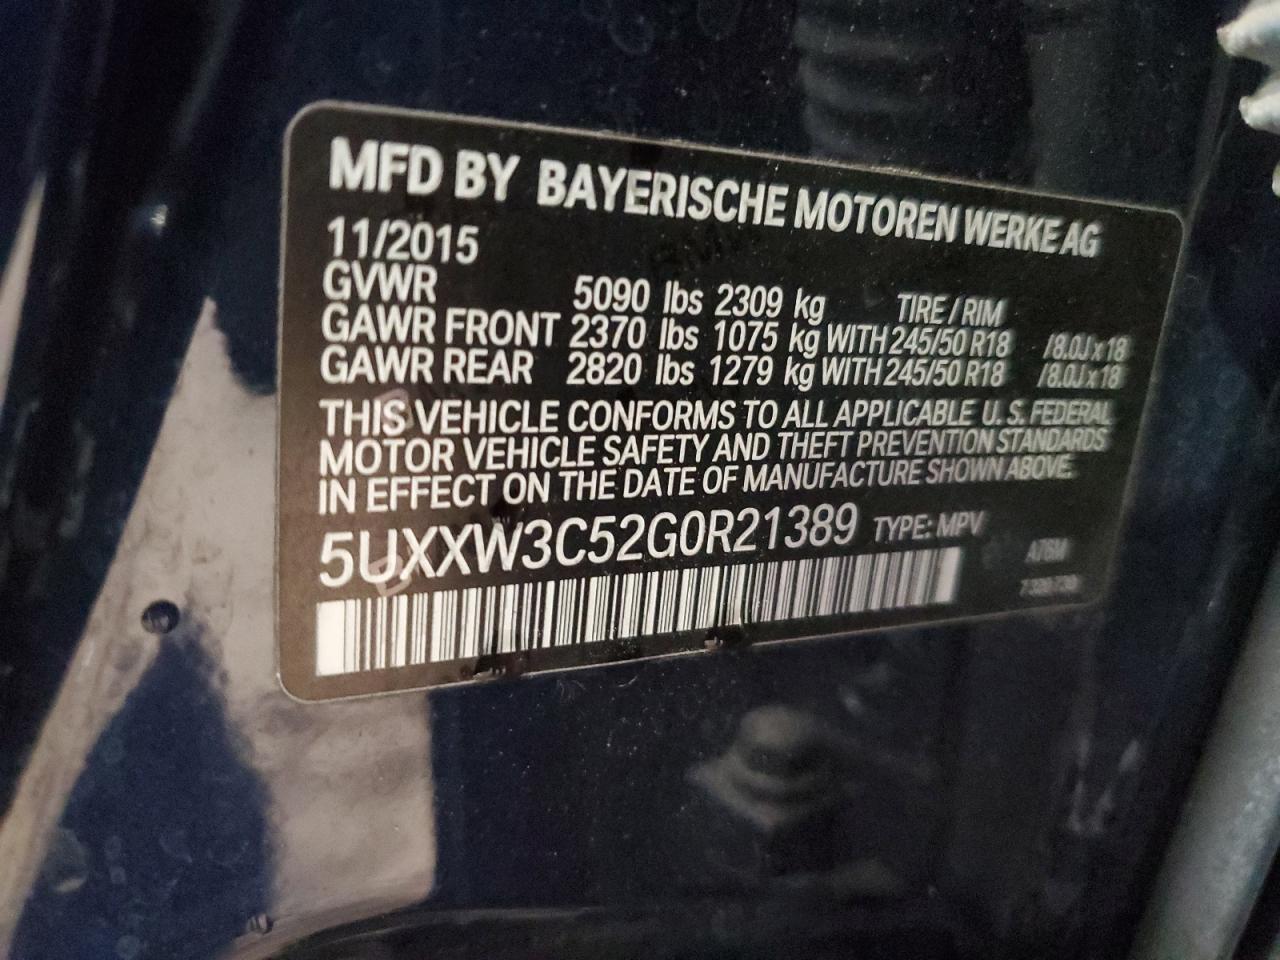 MFD BY BAYERISCHE MOTOREN WERKE AG
11/2015
GVWR 5090 lbs 2309 kg TIRE / RIM
GAWR FRONT 2370 lbs 1075 kg WITH 245/50 R18 /8.0J x 18
GAWR REAR 2820 lbs 1279 kg WITH 245/50 R18 /8.0J x 18
THIS VEHICLE CONFORMS TO ALL APPLICABLE U.S. FEDERAL
MOTOR VEHICLE SAFETY AND THEFT PREVENTION STANDARDS
IN EFFECT ON THE DATE OF MANUFACTURE SHOWN ABOVE.
5UXXW3C52G0R21389 TYPE: MPV